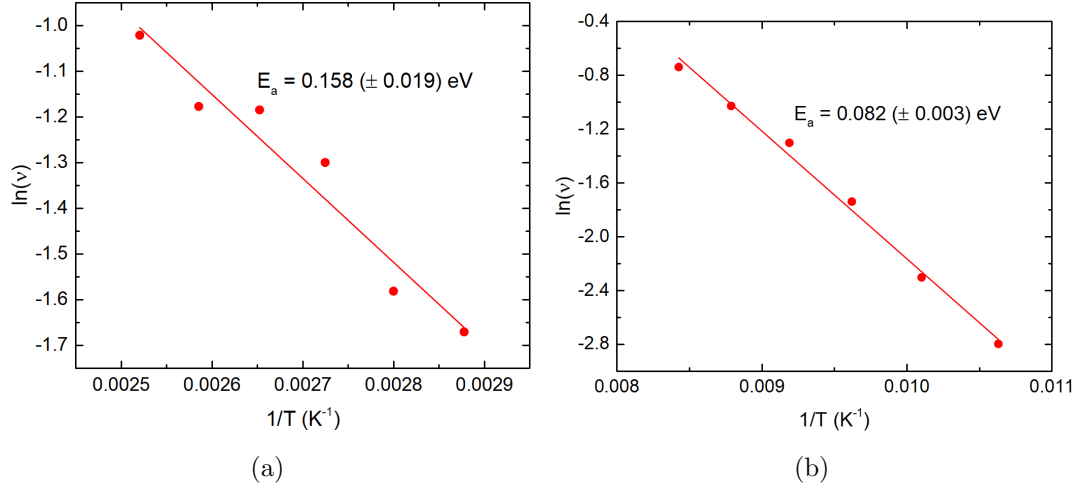 -1.0
-1.1
-1.2
-1.3
-1.4
-1.5
-1.6
-1.7
ln(ν)
E_a = 0.158 (± 0.019) eV
0.0025 0.0026 0.0027 0.0028 0.0029
1/T (K⁻¹)
(a)
-0.4
-0.8
-1.2
-1.6
-2.0
-2.4
-2.8
ln(ν)
E_a = 0.082 (± 0.003) eV
0.008 0.009 0.010 0.011
1/T (K⁻¹)
(b)